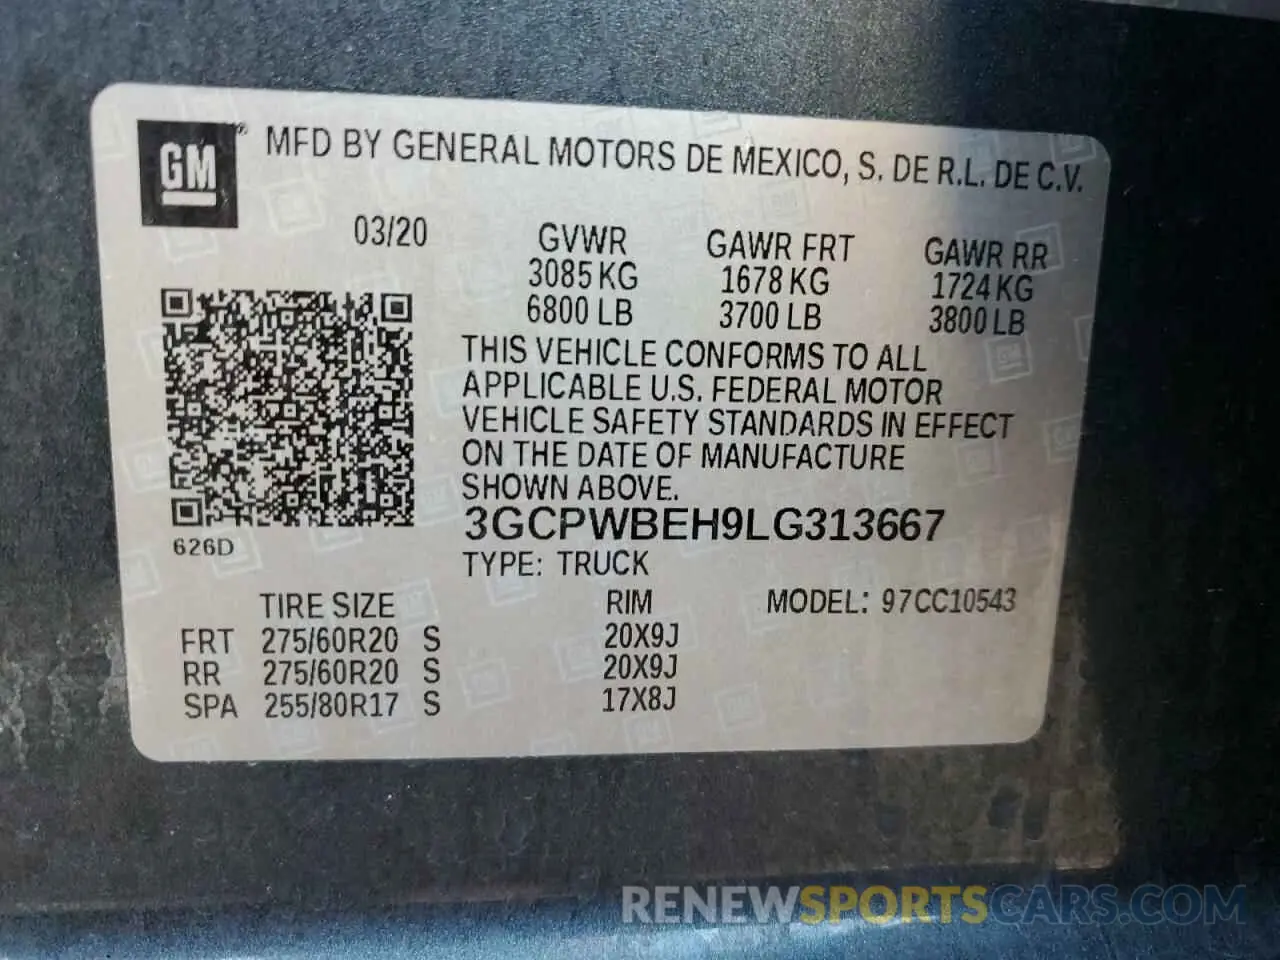 GM® MFD BY GENERAL MOTORS DE MEXICO, S. DE R.L. DE C.V.
03/20 GVWR GAWR FRT GAWR RR
3085 KG 1678 KG 1724 KG
6800 LB 3700 LB 3800 LB
THIS VEHICLE CONFORMS TO ALL
APPLICABLE U.S. FEDERAL MOTOR
VEHICLE SAFETY STANDARDS IN EFFECT
ON THE DATE OF MANUFACTURE
SHOWN ABOVE.
3GCPWBEH9LG313667
626D
TYPE: TRUCK
TIRE SIZE RIM MODEL: 97CC10543
FRT 275/60R20 S 20X9J
RR 275/60R20 S 20X9J
SPA 255/80R17 S 17X8J
RENEWSPORTSCARS.COM